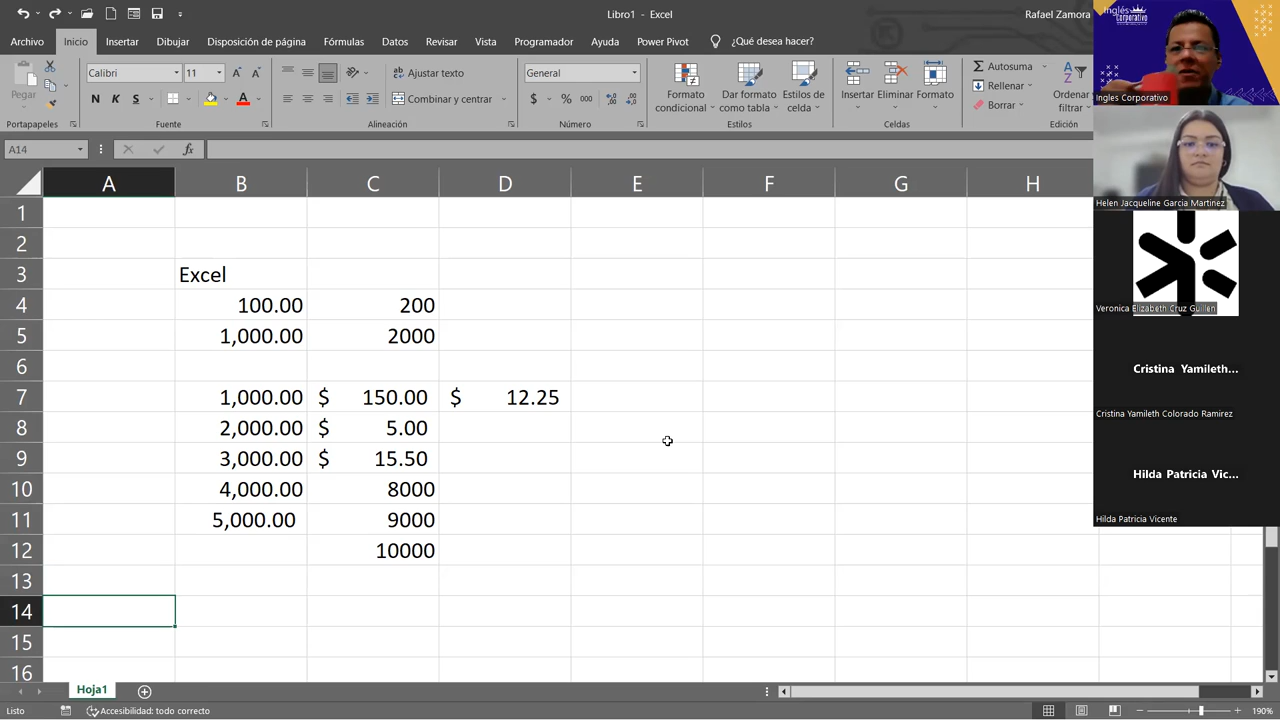 Libro1 - Excel
Rafael Zamora
Archivo Inicio Insertar Dibujar Disposición de página Fórmulas Datos Revisar Vista Programador Ayuda Power Pivot ¿Qué desea hacer?
Pegar
Calibri 11
N K S
Ajustar texto
Combinar y centrar
General
$ % 000
Formato condicional
Dar formato como tabla
Estilos de celda
Insertar Eliminar Formato
Autosuma
Rellenar
Borrar
Ordenar
filtrar
Portapapeles Fuente Alineación Número Estilos Celdas Edición
A14 fx
A B C D E F G H
1
2
3 Excel
4 100.00 200
5 1,000.00 2000
6
7 1,000.00 $ 150.00 $ 12.25
8 2,000.00 $ 5.00
9 3,000.00 $ 15.50
10 4,000.00 8000
11 5,000.00 9000
12 10000
13
14
15
16
Hoja1
Listo Accesibilidad: todo correcto 190%
Inglés Corporativo
Ingles Corporativo
Helen Jacqueline Garcia Martinez
Veronica Elizabeth Cruz Guillen
Cristina Yamileth...
Cristina Yamileth Colorado Ramirez
Hilda Patricia Vic...
Hilda Patricia Vicente